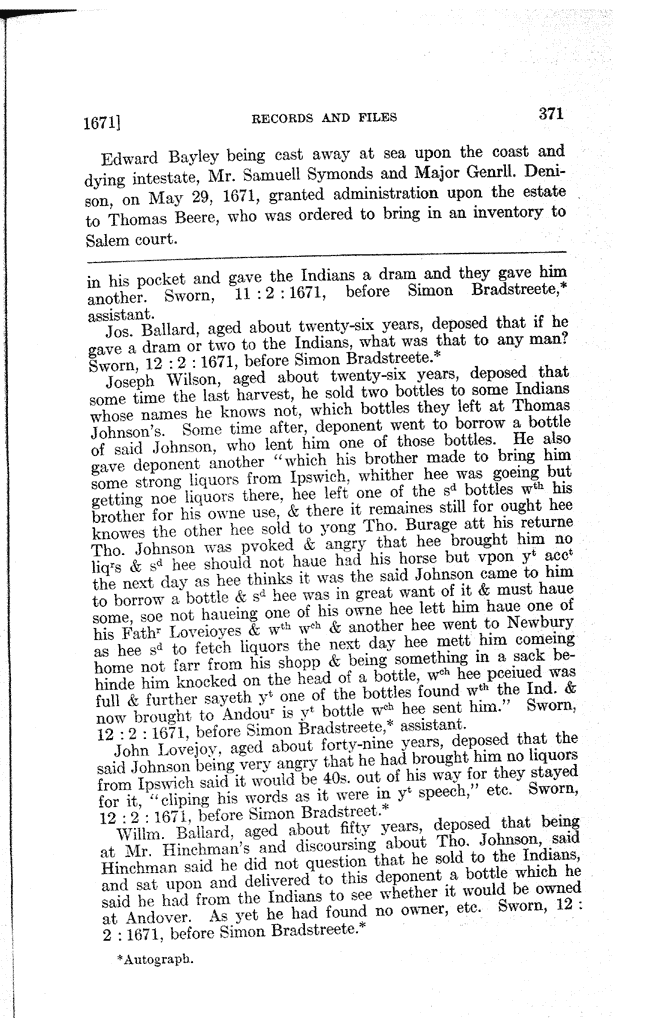 1671] RECORDS AND FILES 371
Edward Bayley being cast away at sea upon the coast and
dying intestate, Mr. Samuell Symonds and Major Genrll. Deni-
son, on May 29, 1671, granted administration upon the estate
to Thomas Beere, who was ordered to bring in an inventory to
Salem court.
in his pocket and gave the Indians a dram and they gave him
another. Sworn, 11 : 2 : 1671, before Simon Bradstreete,*
assistant.
Jos. Ballard, aged about twenty-six years, deposed that if he
gave a dram or two to the Indians, what was that to any man?
Sworn, 12 : 2 : 1671, before Simon Bradstreete.*
Joseph Wilson, aged about twenty-six years, deposed that
some time the last harvest, he sold two bottles to some Indians
whose names he knows not, which bottles they left at Thomas
Johnson's. Some time after, deponent went to borrow a bottle
of said Johnson, who lent him one of those bottles. He also
gave deponent another "which his brother made to bring him
some strong liquors from Ipswich, whither hee was goeing but
getting noe liquors there, hee left one of the sᵈ bottles wᵗʰ his
brother for his owne use, & there it remaines still for ought hee
knowes the other hee sold to yong Tho. Burage att his returne
Tho. Johnson was pvoked & angry that hee brought him no
liqʳs & sᵈ hee should not haue had his horse but vpon yᵗ accᵗ
the next day as hee thinks it was the said Johnson came to him
to borrow a bottle & sᵈ hee was in great want of it & must haue
some, soe not haueing one of his owne hee lett him haue one of
his Fathʳ Loveioyes & wᵗʰ wᶜʰ & another hee went to Newbury
as hee sᵈ to fetch liquors the next day hee mett him comeing
home not farr from his shopp & being something in a sack be-
hinde him knocked on the head of a bottle, wᶜʰ hee pceiued was
full & further sayeth yᵗ one of the bottles found wᵗʰ the Ind. &
now brought to Andouʳ is yᵗ bottle wᶜʰ hee sent him." Sworn,
12 : 2 : 1671, before Simon Bradstreete,* assistant.
John Lovejoy, aged about forty-nine years, deposed that the
said Johnson being very angry that he had brought him no liquors
from Ipswich said it would be 40s. out of his way for they stayed
for it, "cliping his words as it were in yᵗ speech," etc. Sworn,
12 : 2 : 1671, before Simon Bradstreet.*
Willm. Ballard, aged about fifty years, deposed that being
at Mr. Hinchman's and discoursing about Tho. Johnson, said
Hinchman said he did not question that he sold to the Indians,
and sat upon and delivered to this deponent a bottle which he
said he had from the Indians to see whether it would be owned
at Andover. As yet he had found no owner, etc. Sworn, 12 :
2 : 1671, before Simon Bradstreete.*
*Autograph.